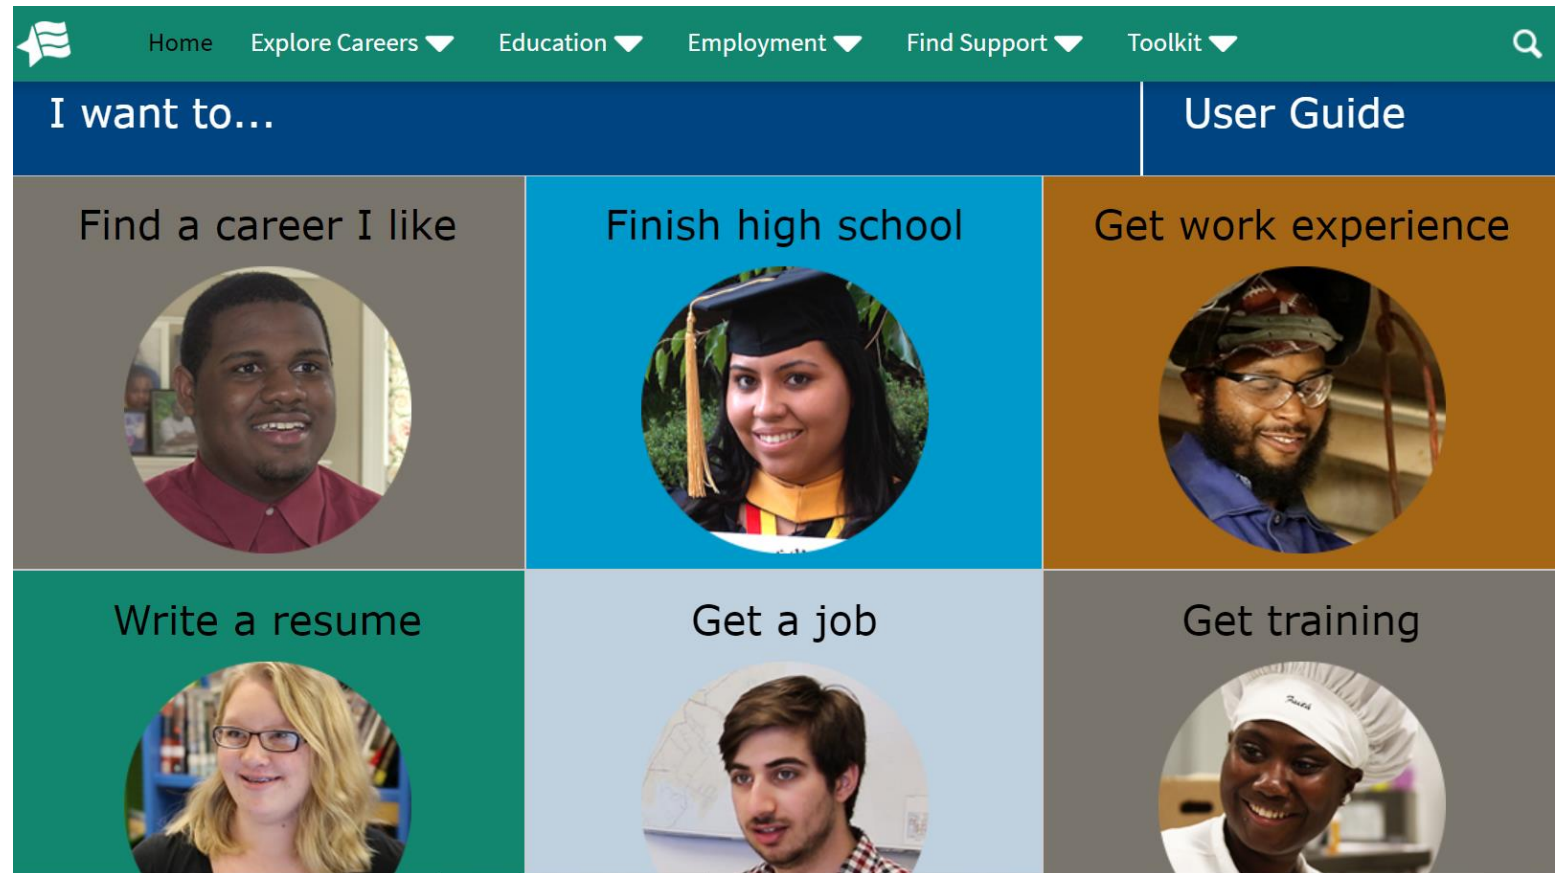 Home Explore Careers Education Employment Find Support Toolkit
I want to... User Guide
Find a career I like
Finish high school
Get work experience
Write a resume
Get a job
Get training
Faith